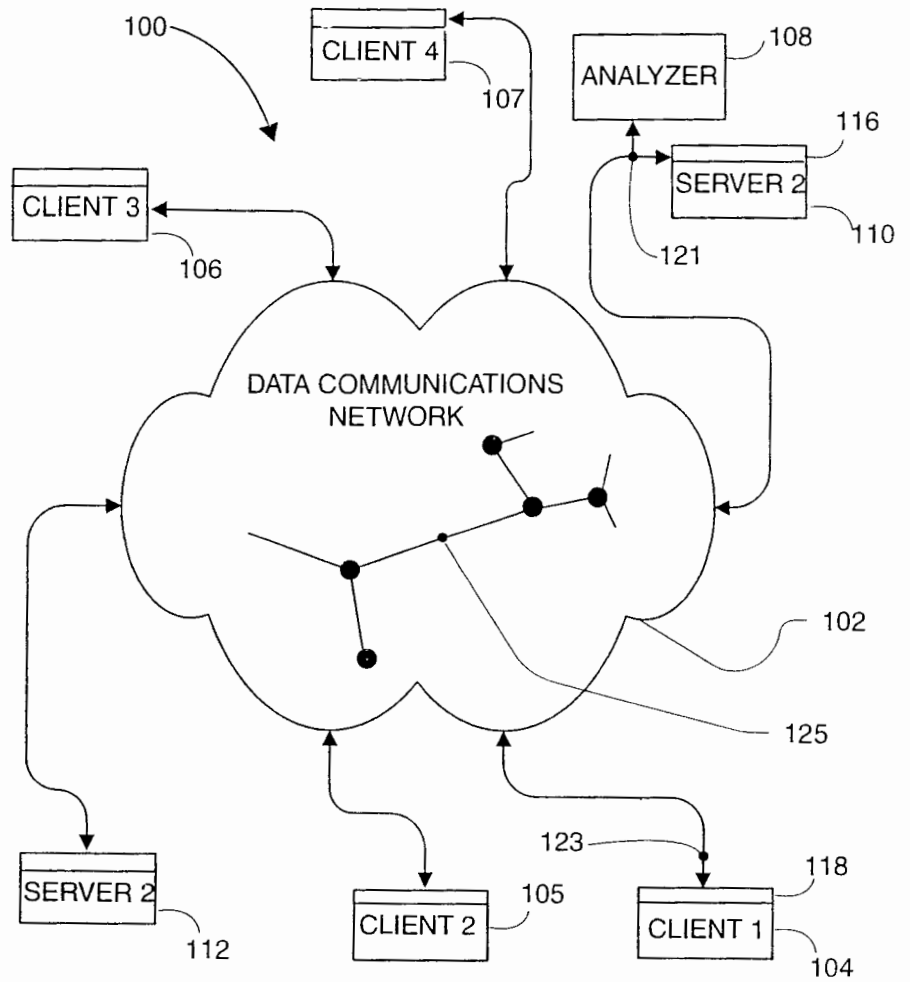 100
CLIENT 4
107
ANALYZER
108
116
SERVER 2
110
121
CLIENT 3
106
DATA COMMUNICATIONS
NETWORK
102
125
123
118
SERVER 2
112
CLIENT 2
105
CLIENT 1
104